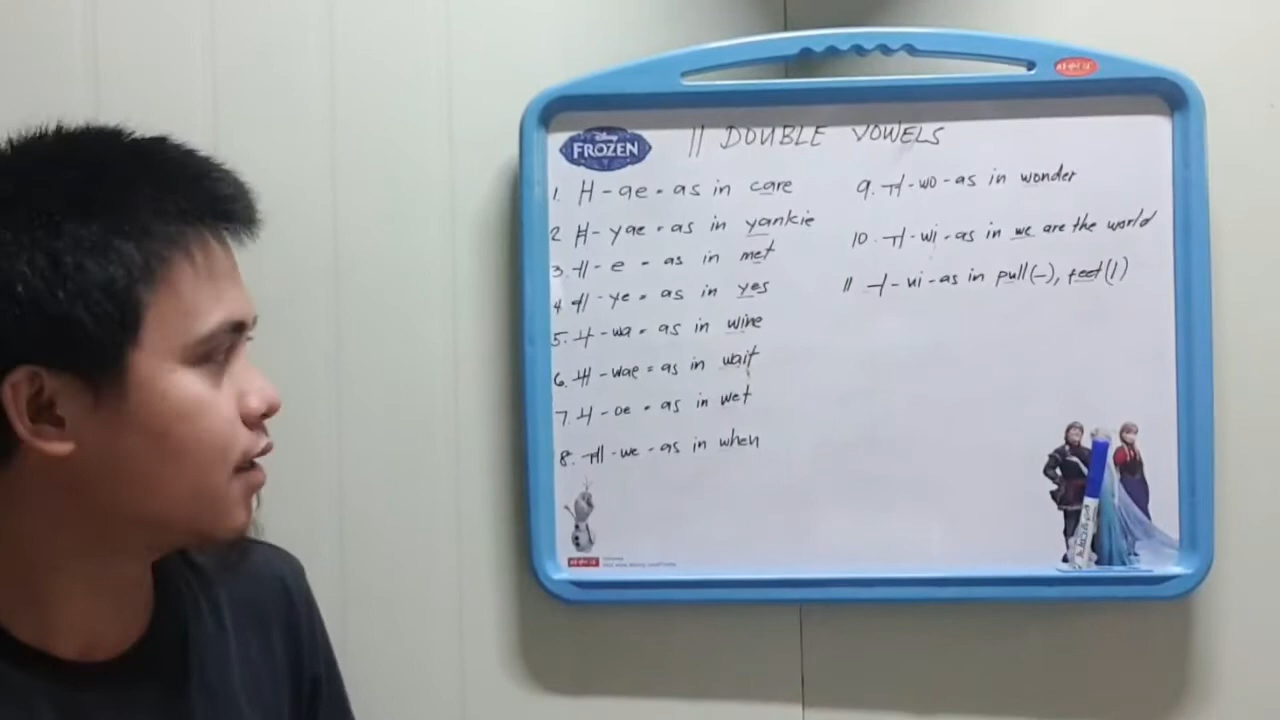 Disney
FROZEN
11 DOUBLE VOWELS
1. ㅐ - ae = as in care
2 ㅒ - yae = as in yankie
3. ㅔ - e = as in met
4 ㅖ - ye = as in yes
5. ㅘ - wa = as in wine
6. ㅙ - wae = as in wait
7. ㅚ - oe = as in wet
8. ㅞ - we - as in when
9. ㅝ - wo - as in wonder
10. ㅟ - wi - as in we are the world
11 ㅢ - ui - as in pull(ㅡ), feet(ㅣ)